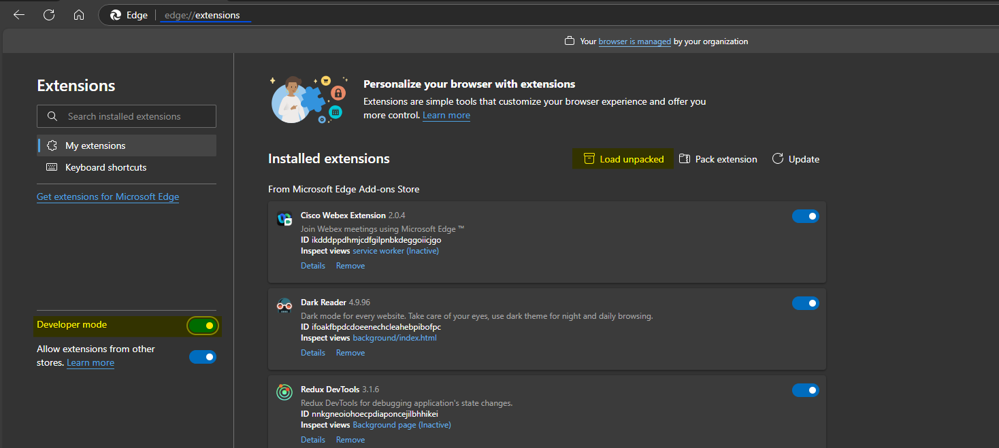 Edge edge://extensions
Your browser is managed by your organization
Extensions
Search installed extensions
My extensions
Keyboard shortcuts
Get extensions for Microsoft Edge
Developer mode
Allow extensions from other
stores. Learn more
Personalize your browser with extensions
Extensions are simple tools that customize your browser experience and offer you
more control. Learn more
Installed extensions
Load unpacked
Pack extension
Update
From Microsoft Edge Add-ons Store
Cisco Webex Extension 2.0.4
Join Webex meetings using Microsoft Edge ™
ID ikdddppdhmjcdfgilpnbkdeggoiicjgo
Inspect views service worker (Inactive)
Details Remove
Dark Reader 4.9.96
Dark mode for every website. Take care of your eyes, use dark theme for night and daily browsing.
ID ifoakfbpdcdoeenechcleahebpibofpc
Inspect views background/index.html
Details Remove
Redux DevTools 3.1.6
Redux DevTools for debugging application's state changes.
ID nnkgneoiohoecpdiaponcejilbhhikei
Inspect views Background page (Inactive)
Details Remove